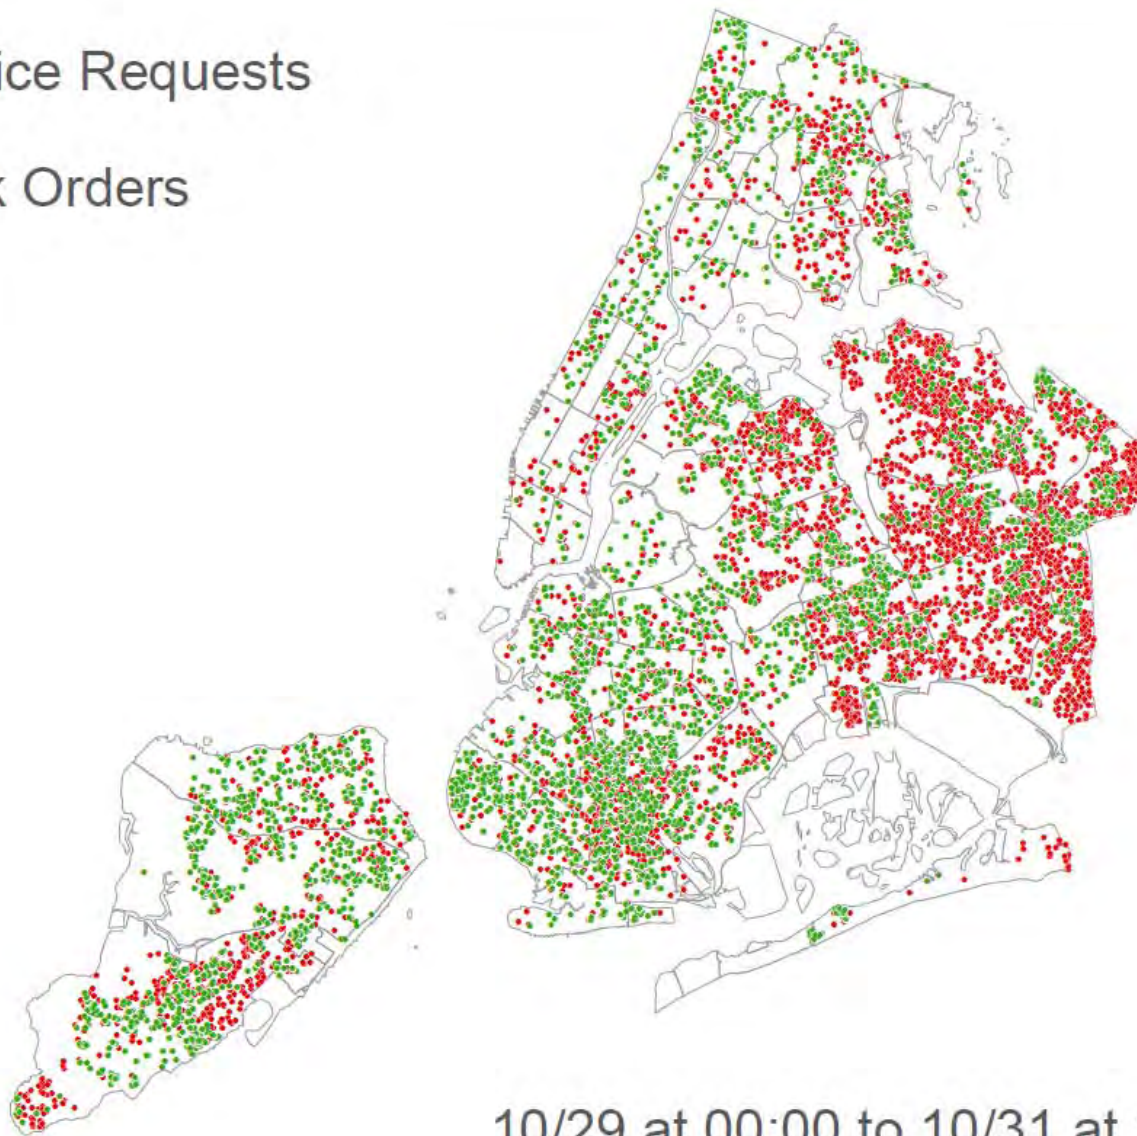 ice Requests
k Orders
10/29 at 00:00 to 10/31 at